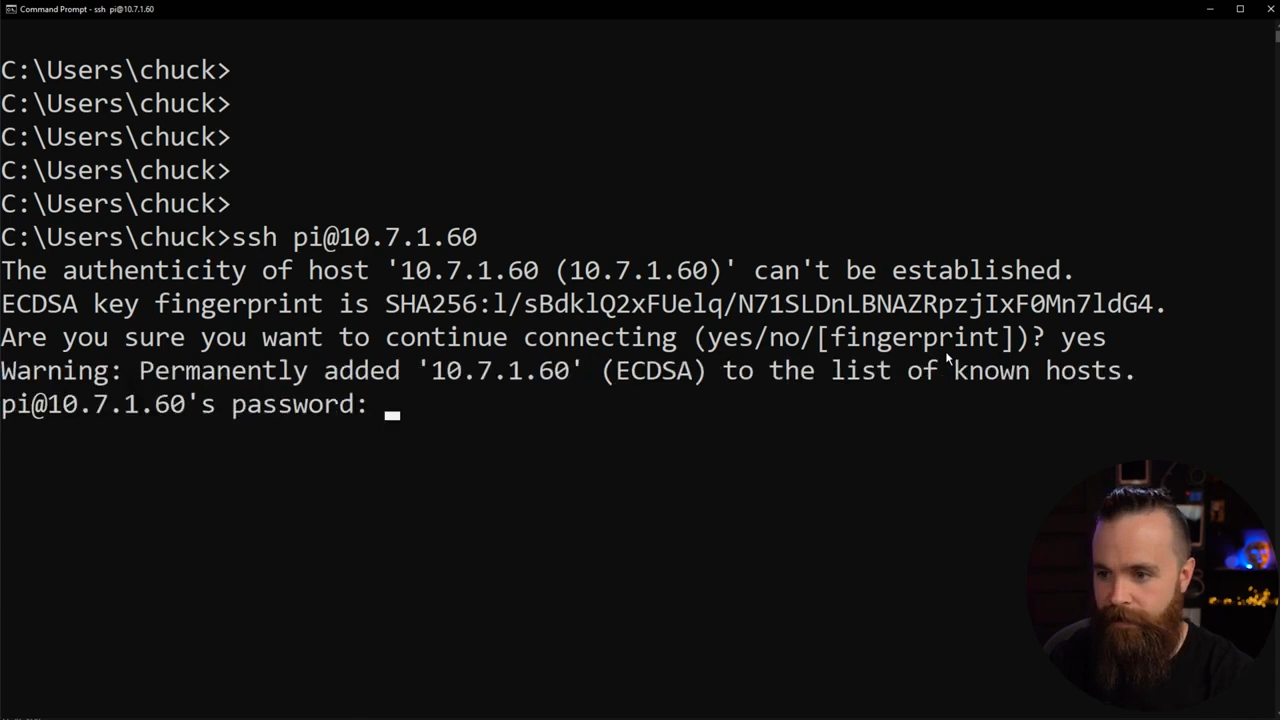 Command Prompt - ssh pi@10.7.1.60
C:\Users\chuck>
C:\Users\chuck>
C:\Users\chuck>
C:\Users\chuck>
C:\Users\chuck>
C:\Users\chuck>ssh pi@10.7.1.60
The authenticity of host '10.7.1.60 (10.7.1.60)' can't be established.
ECDSA key fingerprint is SHA256:l/sBdklQ2xFUelq/N71SLDnLBNAZRpzjIxF0Mn7ldG4.
Are you sure you want to continue connecting (yes/no/[fingerprint])? yes
Warning: Permanently added '10.7.1.60' (ECDSA) to the list of known hosts.
pi@10.7.1.60's password: